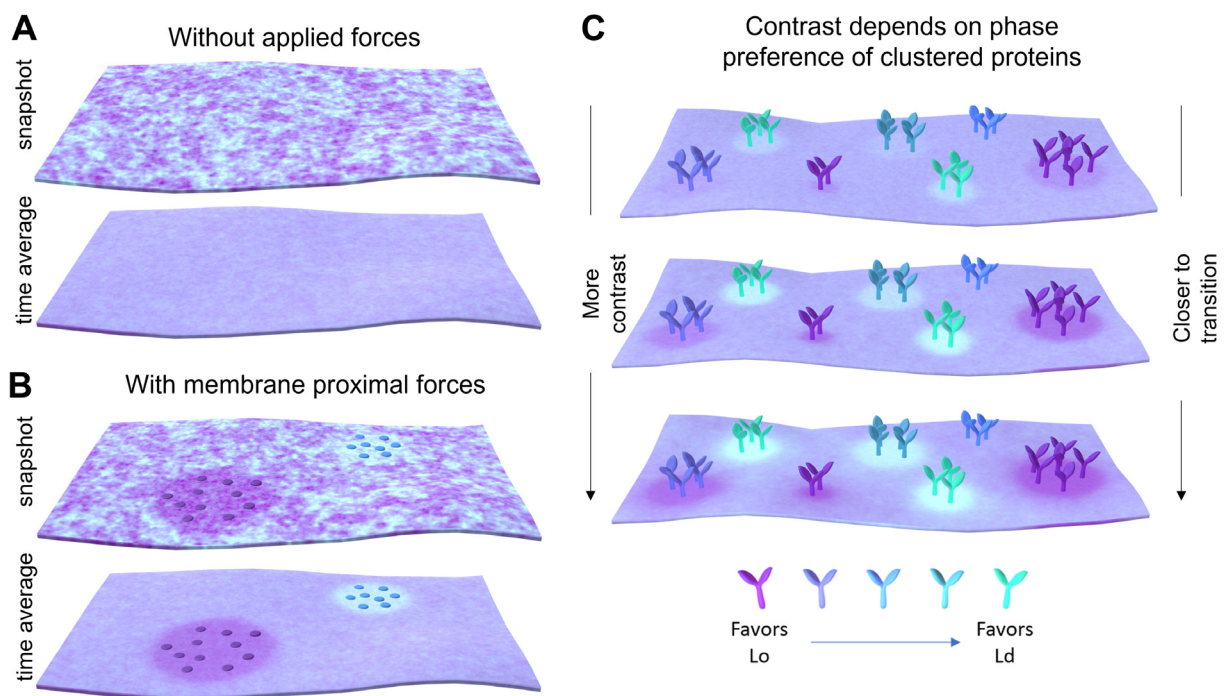 A
Without applied forces
snapshot
time average
B
With membrane proximal forces
snapshot
time average
C
Contrast depends on phase
preference of clustered proteins
More
contrast
Closer to
transition
Favors
Lo
Favors
Ld